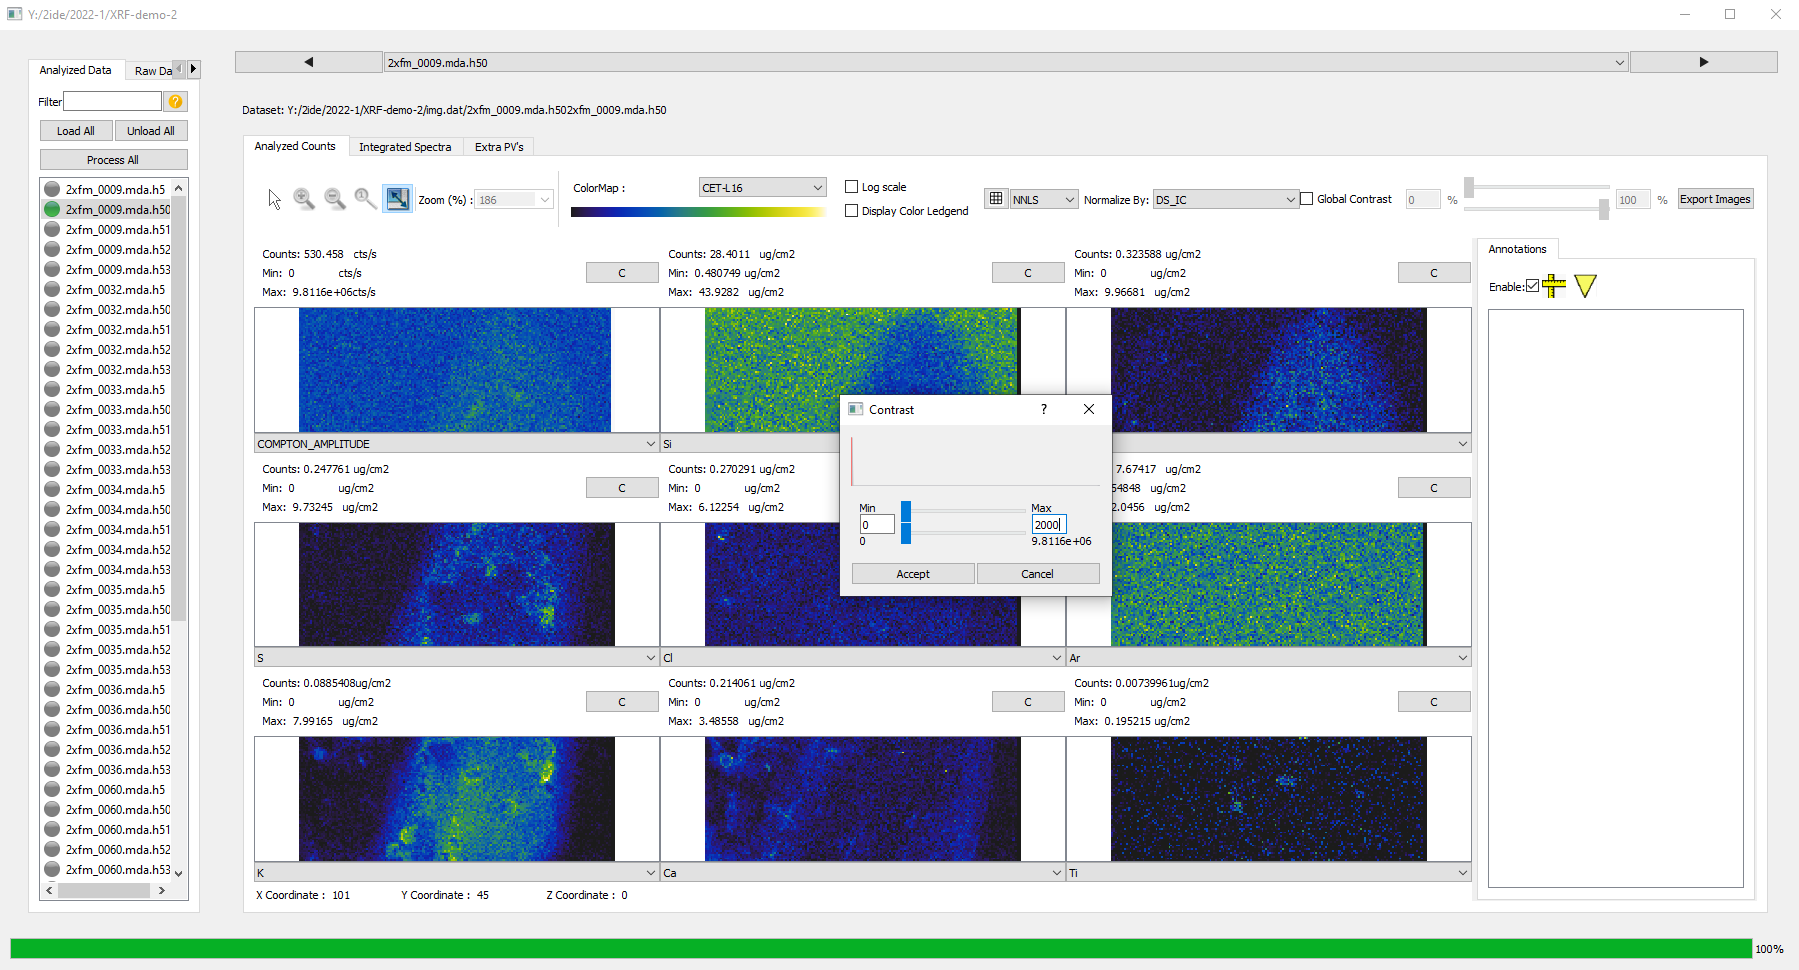 Y:/2ide/2022-1/XRF-demo-2
Analyized Data
Raw Da
Filter
Load All
Unload All
Process All
2xfm_0009.mda.h5
2xfm_0009.mda.h50
2xfm_0009.mda.h51
2xfm_0009.mda.h52
2xfm_0009.mda.h53
2xfm_0032.mda.h5
2xfm_0032.mda.h50
2xfm_0032.mda.h51
2xfm_0032.mda.h52
2xfm_0032.mda.h53
2xfm_0033.mda.h5
2xfm_0033.mda.h50
2xfm_0033.mda.h51
2xfm_0033.mda.h52
2xfm_0033.mda.h53
2xfm_0034.mda.h5
2xfm_0034.mda.h50
2xfm_0034.mda.h51
2xfm_0034.mda.h52
2xfm_0034.mda.h53
2xfm_0035.mda.h5
2xfm_0035.mda.h50
2xfm_0035.mda.h51
2xfm_0035.mda.h52
2xfm_0035.mda.h53
2xfm_0036.mda.h5
2xfm_0036.mda.h50
2xfm_0036.mda.h51
2xfm_0036.mda.h52
2xfm_0036.mda.h53
2xfm_0060.mda.h5
2xfm_0060.mda.h50
2xfm_0060.mda.h51
2xfm_0060.mda.h52
2xfm_0060.mda.h53
2xfm_0009.mda.h50
Dataset: Y:/2ide/2022-1/XRF-demo-2/img.dat/2xfm_0009.mda.h502xfm_0009.mda.h50
Analyzed Counts
Integrated Spectra
Extra PV's
Zoom (%) : 186
ColorMap :
CET-L16
Log scale
Display Color Ledgend
NNLS
Normalize By: DS_IC
Global Contrast
0 %
100 %
Export Images
Counts: 530.458 cts/s
Min: 0 cts/s
Max: 9.8116e+06cts/s
C
COMPTON_AMPLITUDE
Counts: 28.4011 ug/cm2
Min: 0.480749 ug/cm2
Max: 43.9282 ug/cm2
C
Si
Counts: 0.323588 ug/cm2
Min: 0 ug/cm2
Max: 9.96681 ug/cm2
C
Counts: 0.247761 ug/cm2
Min: 0 ug/cm2
Max: 9.73245 ug/cm2
C
S
Counts: 0.270291 ug/cm2
Min: 0 ug/cm2
Max: 6.12254 ug/cm2
Cl
7.67417 ug/cm2
54848 ug/cm2
2.0456 ug/cm2
C
Ar
Counts: 0.0885408ug/cm2
Min: 0 ug/cm2
Max: 7.99165 ug/cm2
C
K
Counts: 0.214061 ug/cm2
Min: 0 ug/cm2
Max: 3.48558 ug/cm2
C
Ca
Counts: 0.00739961ug/cm2
Min: 0 ug/cm2
Max: 0.195215 ug/cm2
C
Ti
Contrast
?
Min
0
0
Max
2000
9.8116e+06
Accept
Cancel
Annotations
Enable:
X Coordinate : 101
Y Coordinate : 45
Z Coordinate : 0
100%